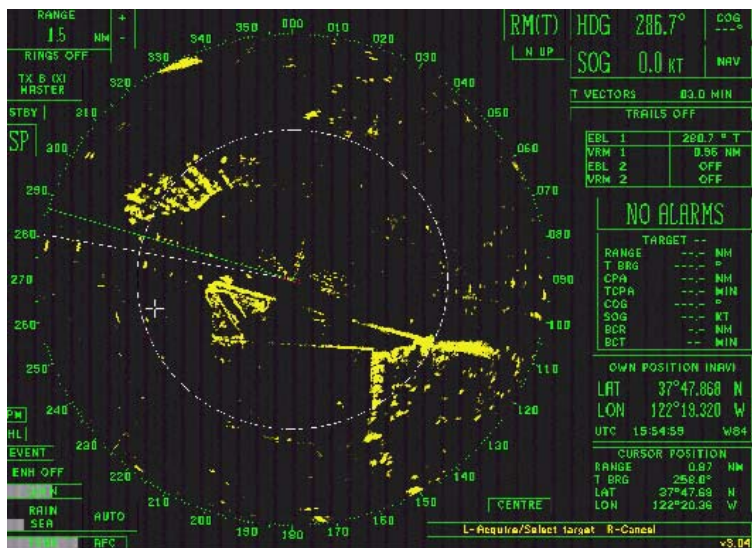 RANGE
1.5 NM
+
-
RINGS OFF
TX B (X)
MASTER
STBY
SP
RM(T)
N UP
HDG 286.7°
COG
---°
SOG 0.0 KT
NAV
T VECTORS 03.0 MIN
TRAILS OFF
EBL 1 280.7 ° T
VRM 1 0.96 NM
EBL 2 OFF
VRM 2 OFF
NO ALARMS
TARGET --
RANGE --.- NM
T BRG ---.- °
CPA --.- NM
TCPA ---.- MIN
COG ---.- °
SOG --.- KT
BCR --.- NM
BCT --.- MIN
OWN POSITION (NAV)
LAT 37°47.868 N
LON 122°19.320 W
UTC 15:54:59 W84
CURSOR POSITION
RANGE 0.87 NM
T BRG 258.0°
LAT 37°47.69 N
LON 122°20.36 W
000
010
020
030
040
050
060
070
080
090
100
110
120
130
140
150
160
170
180
190
200
210
220
230
240
250
260
270
280
290
300
310
320
330
340
350
PM
HL
EVENT
ENH OFF
RAIN
SEA
AUTO
AFC
CENTRE
L-Acquire/Select target R-Cancel
v3.04